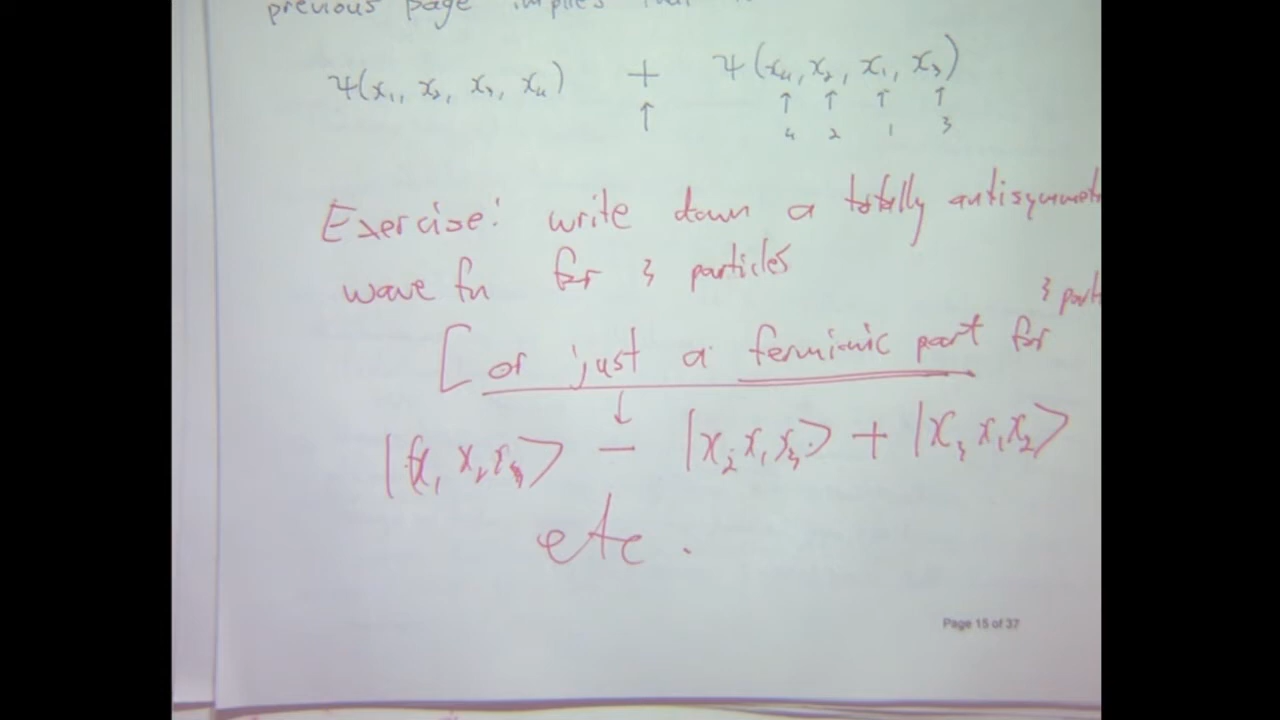 previous page implies that
Ψ(x₁, x₂, x₃, x₄) + Ψ(x₄, x₂, x₁, x₃)
↑ ↑ ↑ ↑ ↑
4 2 1 3
Exercise: write down a totally antisymmet
wave fn for 3 particles
3 part
[or just a fermionic part for
↓
|x₁ x₂ x₃⟩ − |x₂ x₁ x₃⟩ + |x₃ x₁ x₂⟩
etc.
Page 15 of 37